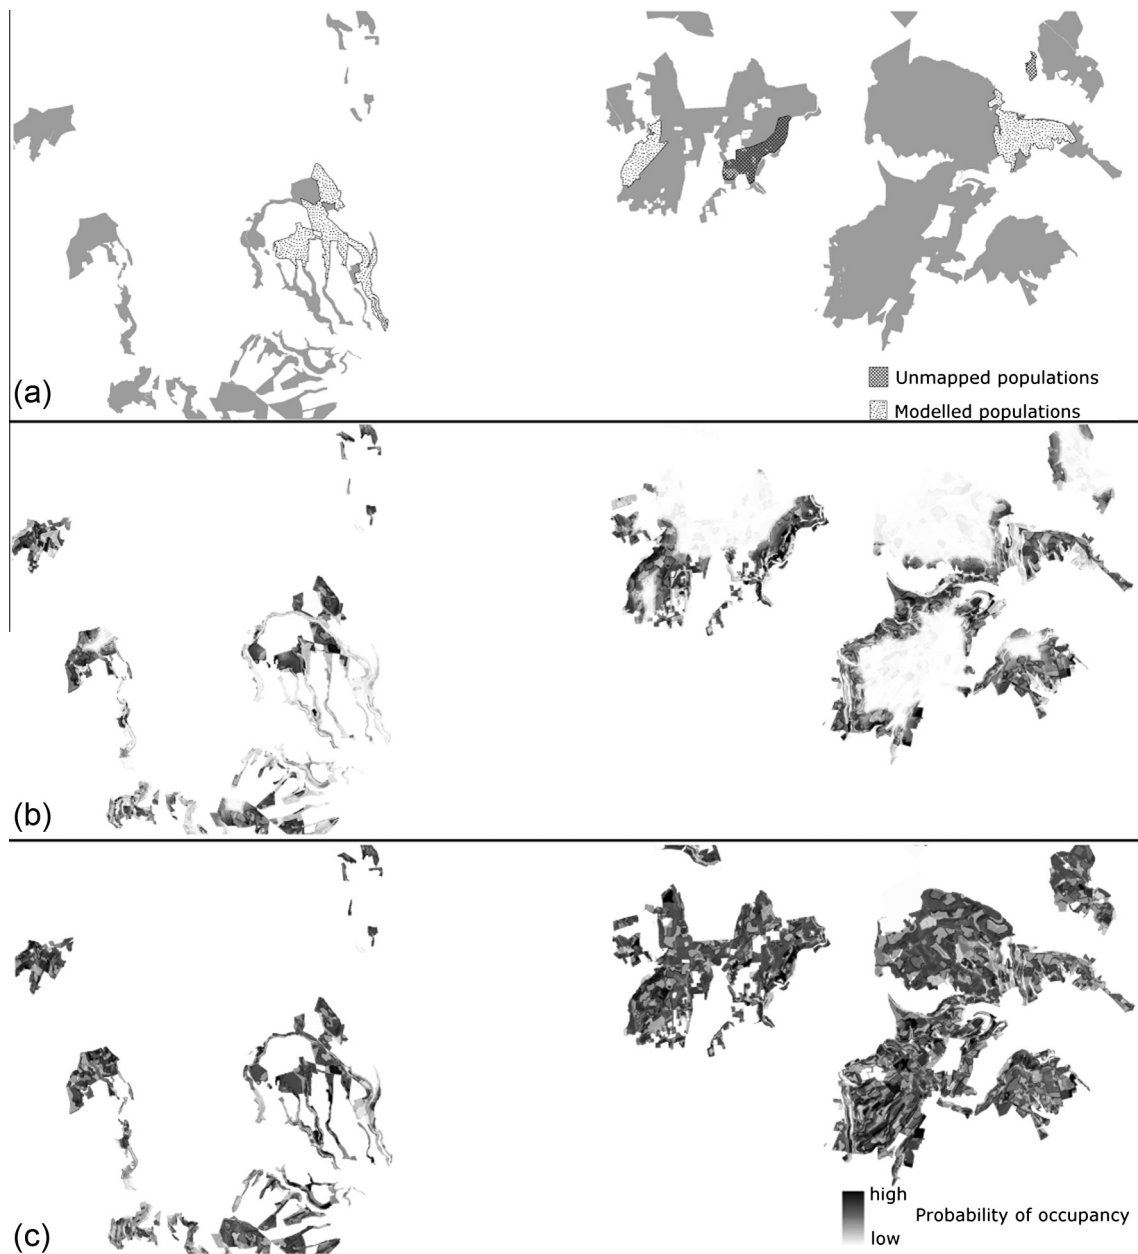 (a)
Unmapped populations
Modelled populations
(b)
(c)
high
Probability of occupancy
low